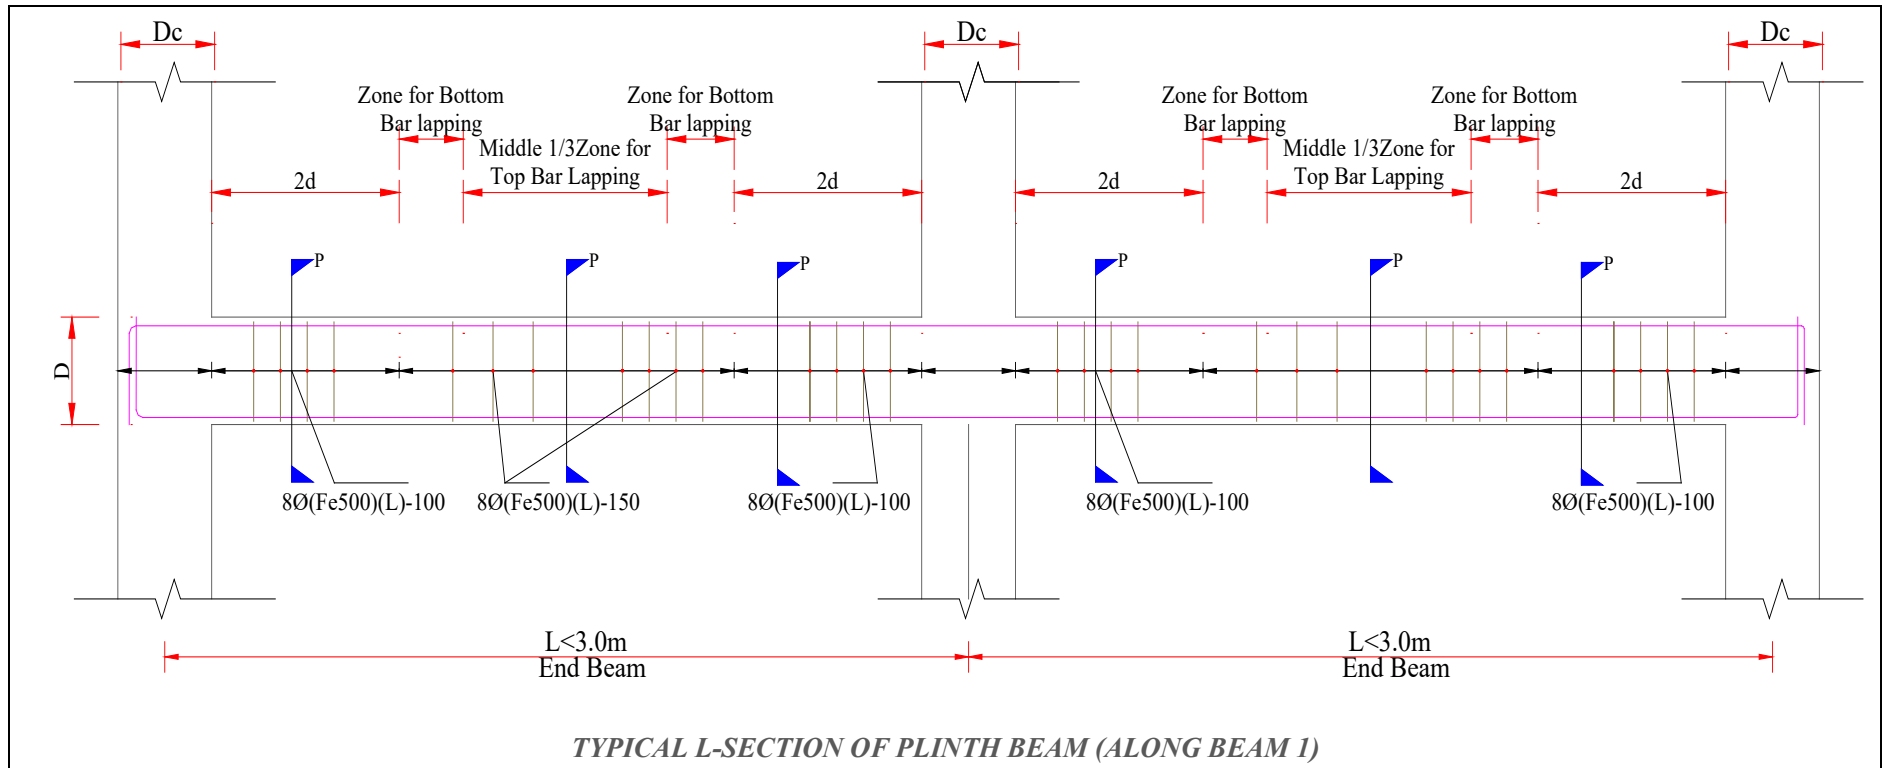 Dc
Dc
Dc
Zone for Bottom
Bar lapping
Zone for Bottom
Bar lapping
Zone for Bottom
Bar lapping
Zone for Bottom
Bar lapping
Middle 1/3Zone for
Top Bar Lapping
Middle 1/3Zone for
Top Bar Lapping
2d
2d
2d
2d
P
P
P
P
P
P
D
8Ø(Fe500)(L)-100
8Ø(Fe500)(L)-150
8Ø(Fe500)(L)-100
8Ø(Fe500)(L)-100
8Ø(Fe500)(L)-100
L<3.0m
End Beam
L<3.0m
End Beam
TYPICAL L-SECTION OF PLINTH BEAM (ALONG BEAM 1)